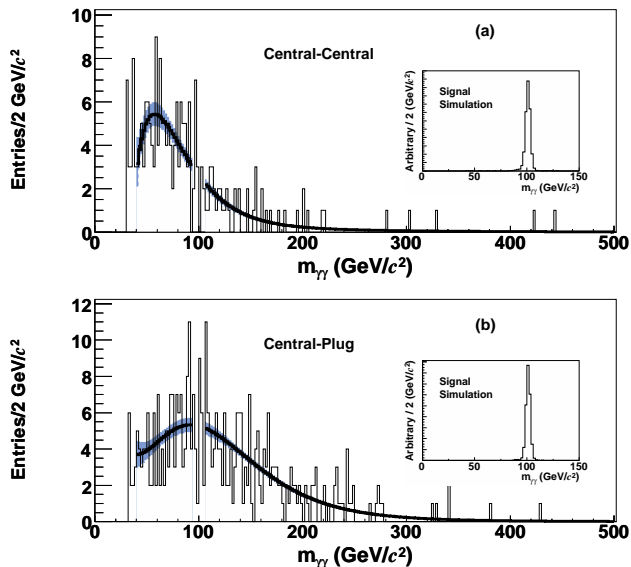 Entries/2 GeV/c²
10
8
6
4
2
0
(a)
Central-Central
Arbitrary / 2 (GeV/c²)
Signal
Simulation
0 50 100 150
m_γγ (GeV/c²)
0 100 200 300 400 500
m_γγ (GeV/c²)
Entries/2 GeV/c²
12
10
8
6
4
2
0
(b)
Central-Plug
Arbitrary / 2 (GeV/c²)
Signal
Simulation
0 50 100 150
m_γγ (GeV/c²)
0 100 200 300 400 500
m_γγ (GeV/c²)